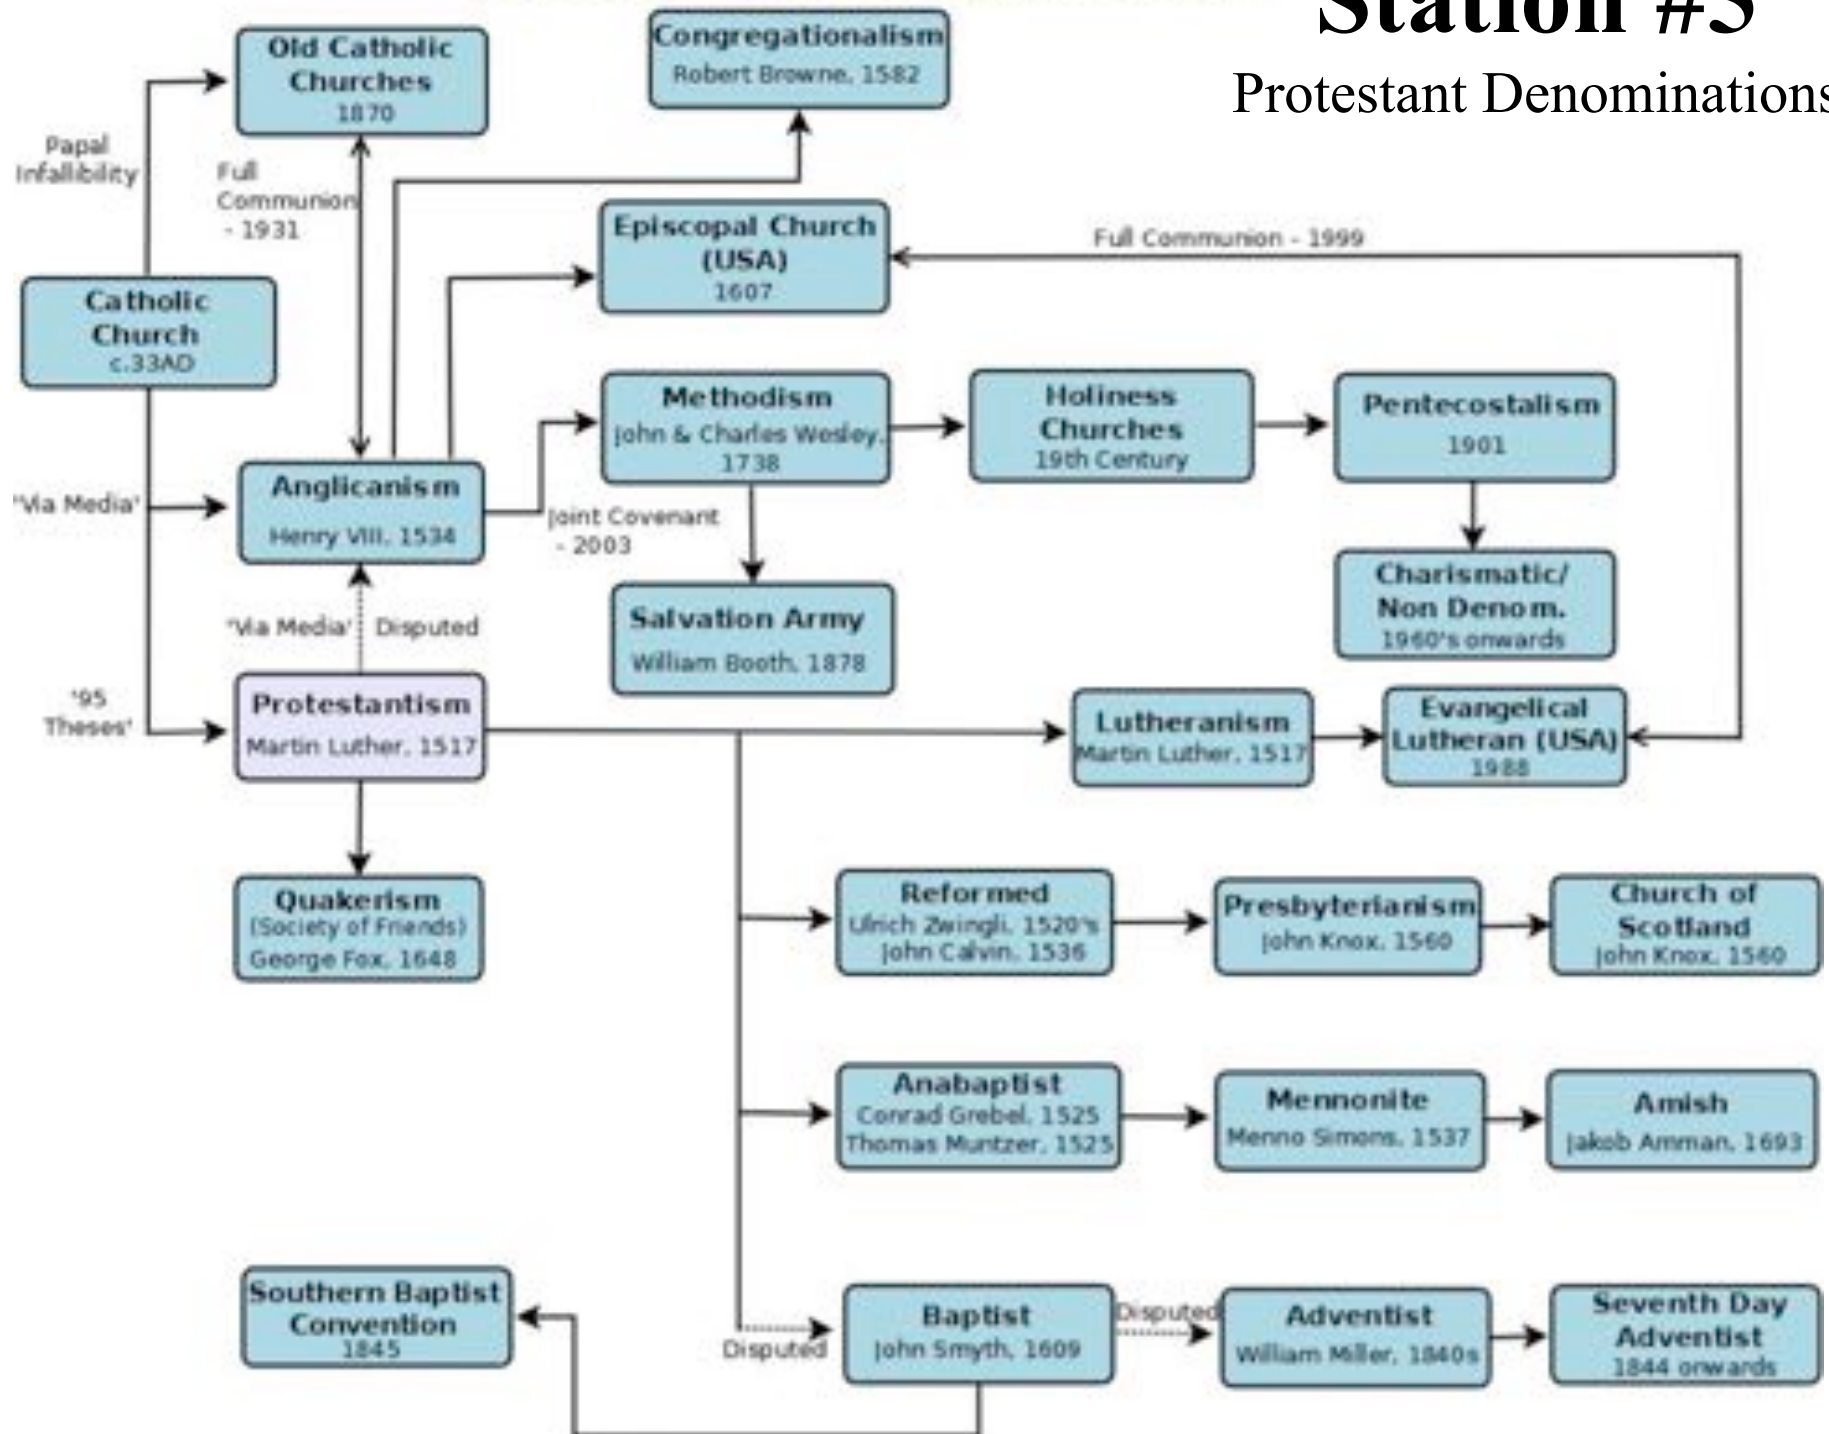 Station #5
Protestant Denominations
Old Catholic
Churches
1870
Congregationalism
Robert Browne, 1582
Papal
Infallibility
Full
Communion
- 1931
Episcopal Church
(USA)
1607
Full Communion - 1999
Catholic
Church
c.33AD
Methodism
John & Charles Wesley,
1738
Holiness
Churches
19th Century
Pentecostalism
1901
'Via Media'
Anglicanism
Henry VIII, 1534
Joint Covenant
- 2003
Charismatic/
Non Denom.
1960's onwards
'Via Media'
Disputed
Salvation Army
William Booth, 1878
'95
Theses'
Protestantism
Martin Luther, 1517
Lutheranism
Martin Luther, 1517
Evangelical
Lutheran (USA)
1988
Quakerism
(Society of Friends)
George Fox, 1648
Reformed
Ulrich Zwingli, 1520's
John Calvin, 1536
Presbyterianism
John Knox, 1560
Church of
Scotland
John Knox, 1560
Anabaptist
Conrad Grebel, 1525
Thomas Muntzer, 1525
Mennonite
Menno Simons, 1537
Amish
Jakob Amman, 1693
Southern Baptist
Convention
1845
Disputed
Baptist
John Smyth, 1609
Disputed
Adventist
William Miller, 1840s
Seventh Day
Adventist
1844 onwards